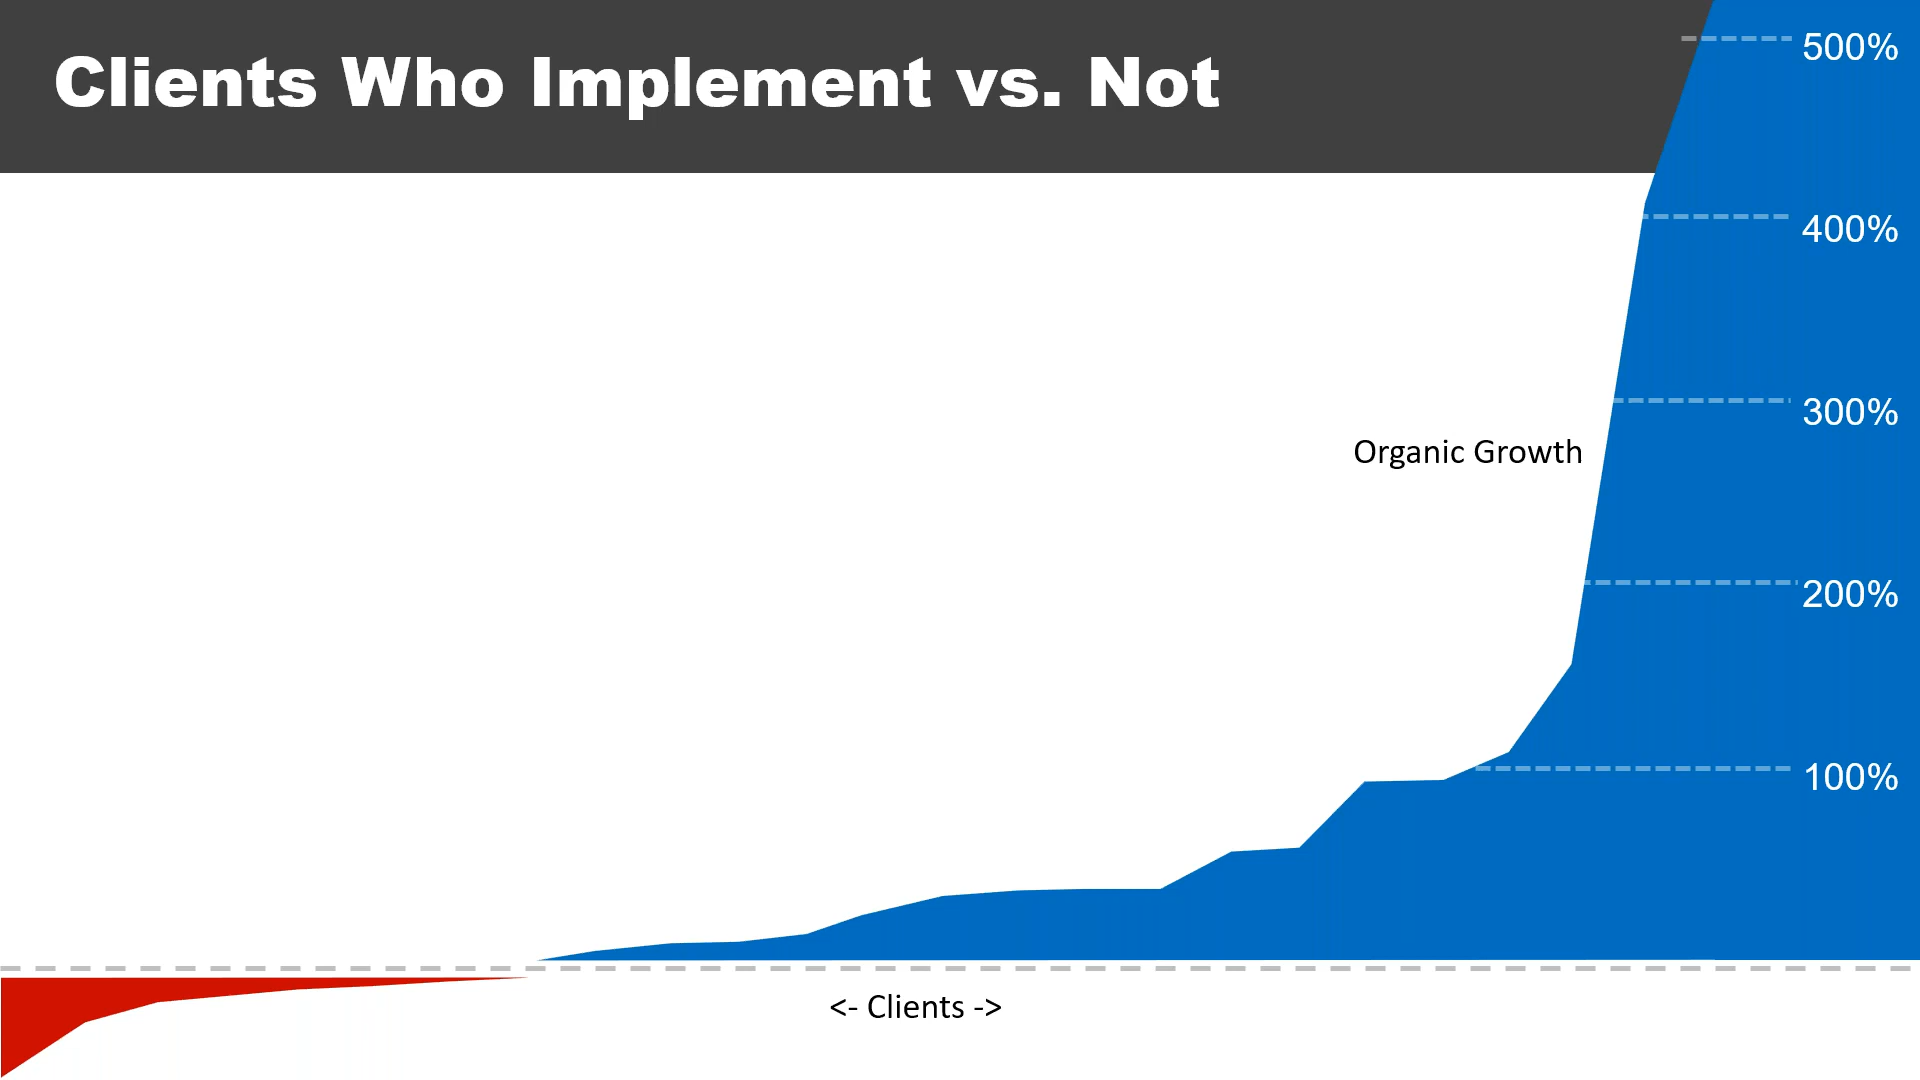 Clients Who Implement vs. Not
500%
400%
300%
Organic Growth
200%
100%
<- Clients ->